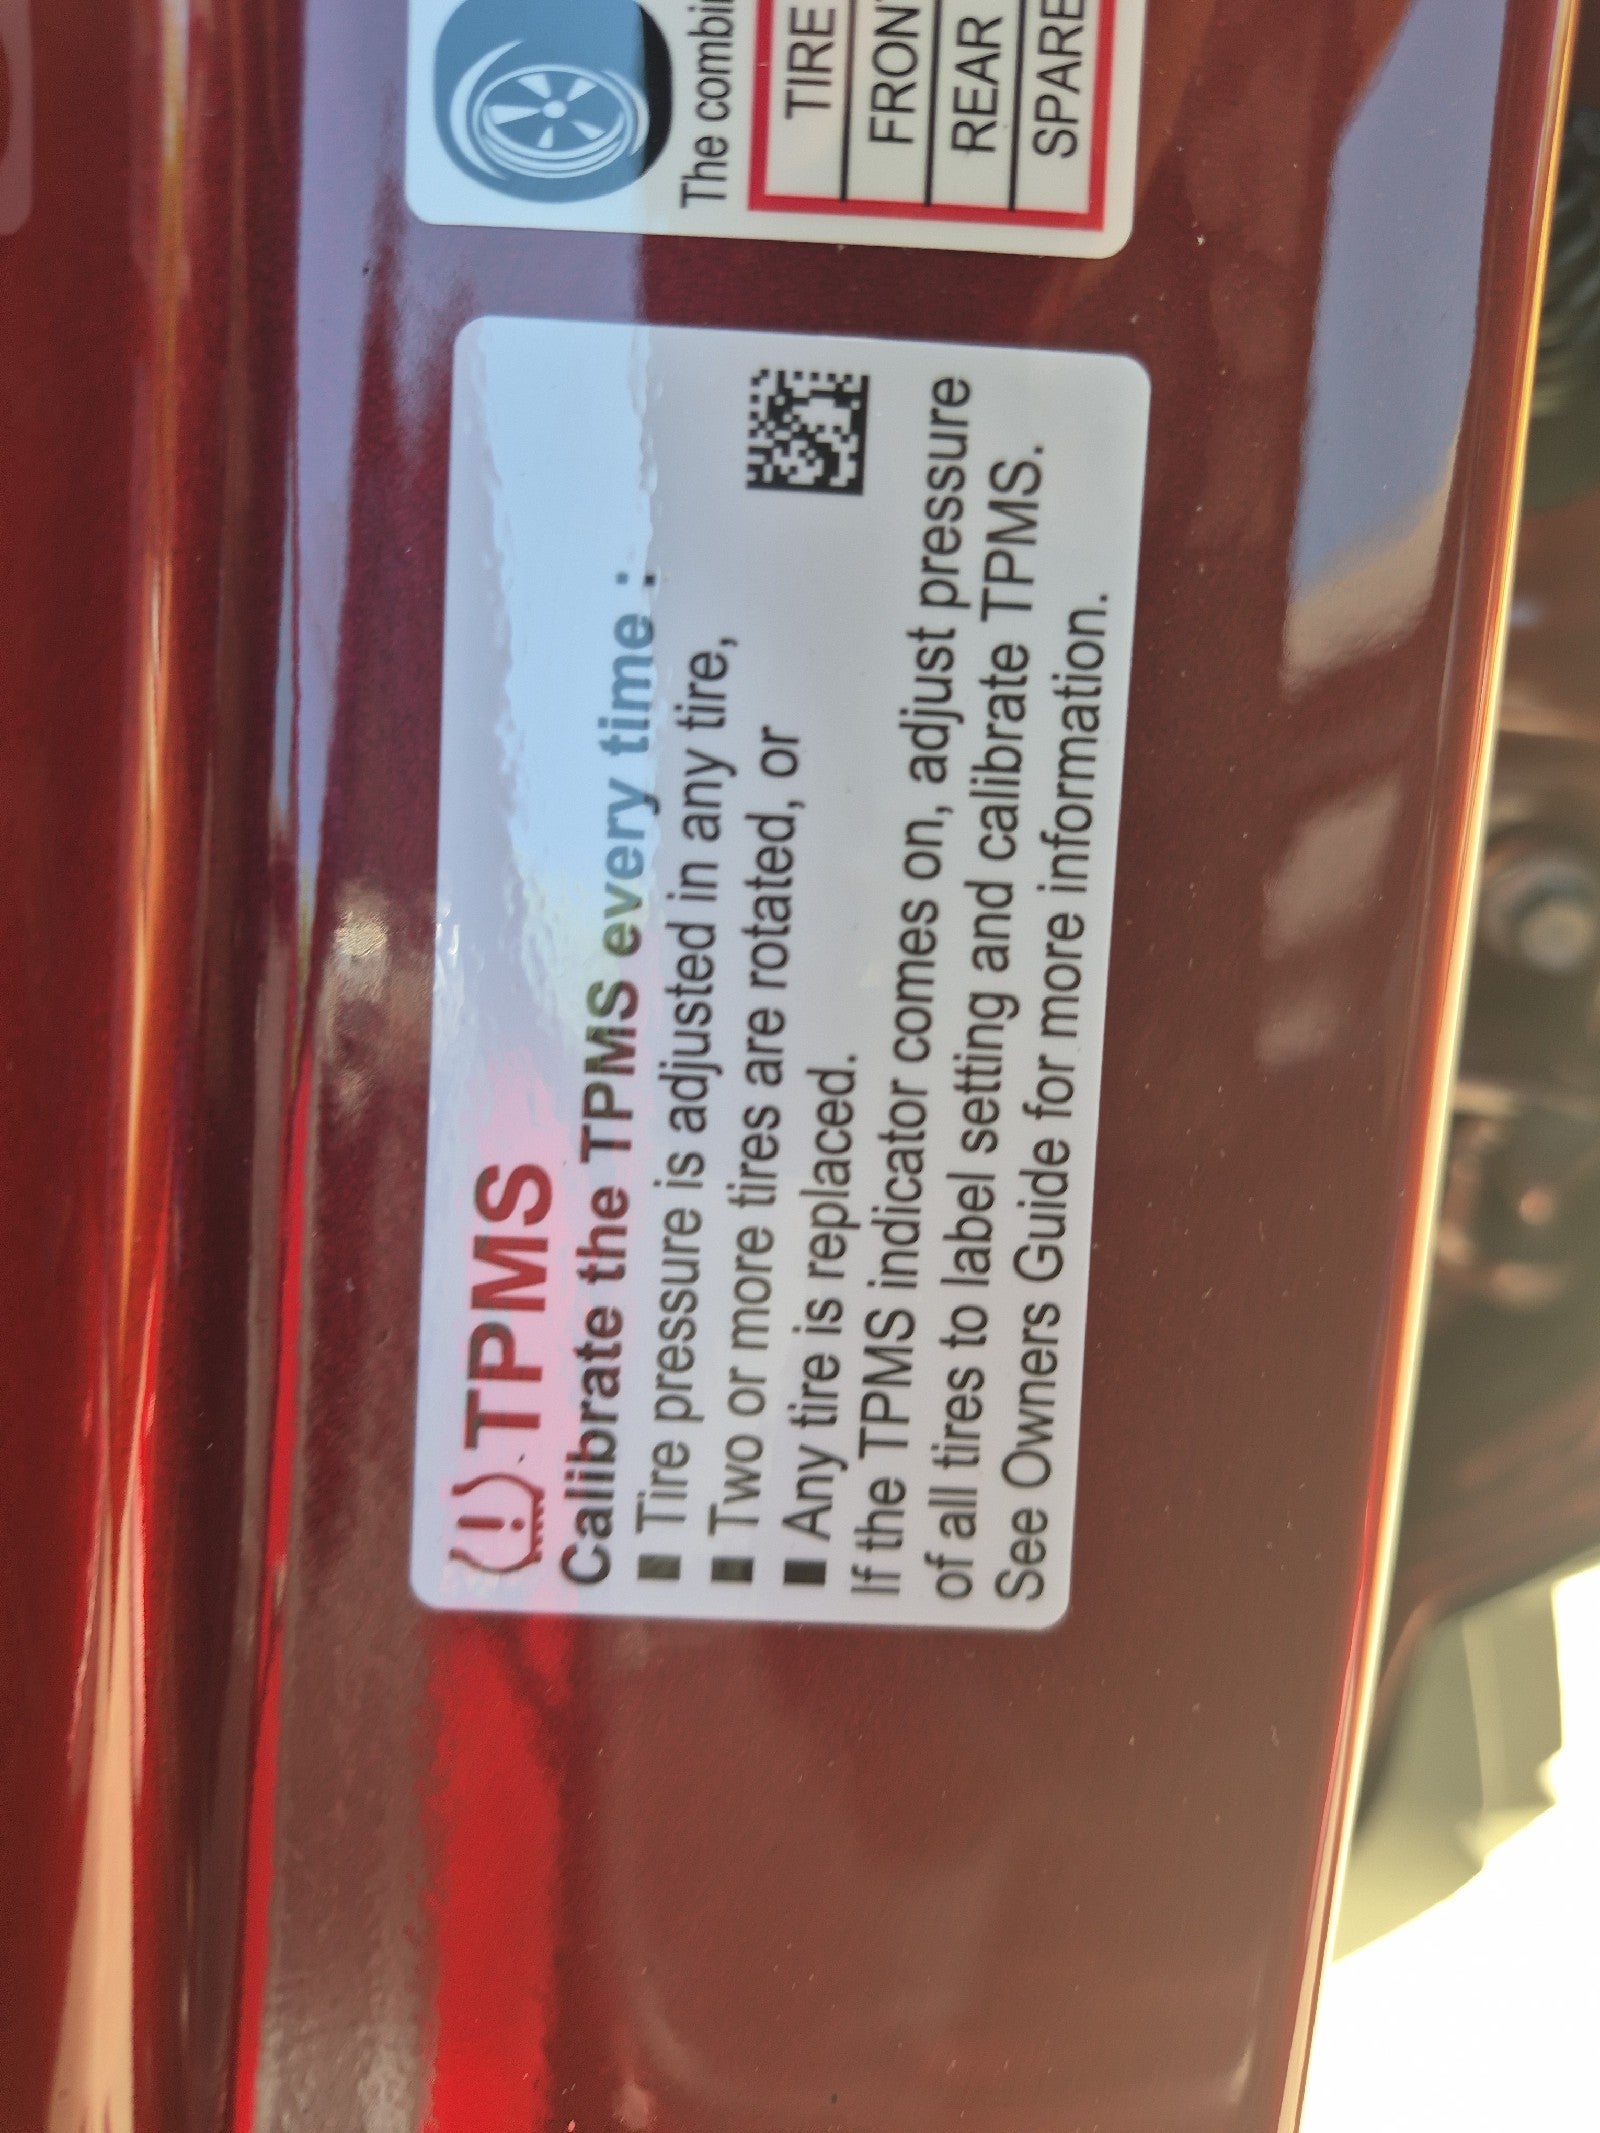 TPMS
Calibrate the TPMS every time :
■ Tire pressure is adjusted in any tire,
■ Two or more tires are rotated, or
■ Any tire is replaced.
If the TPMS indicator comes on, adjust pressure
of all tires to label setting and calibrate TPMS.
See Owners Guide for more information.
The
TIRE
REAR
SPARE